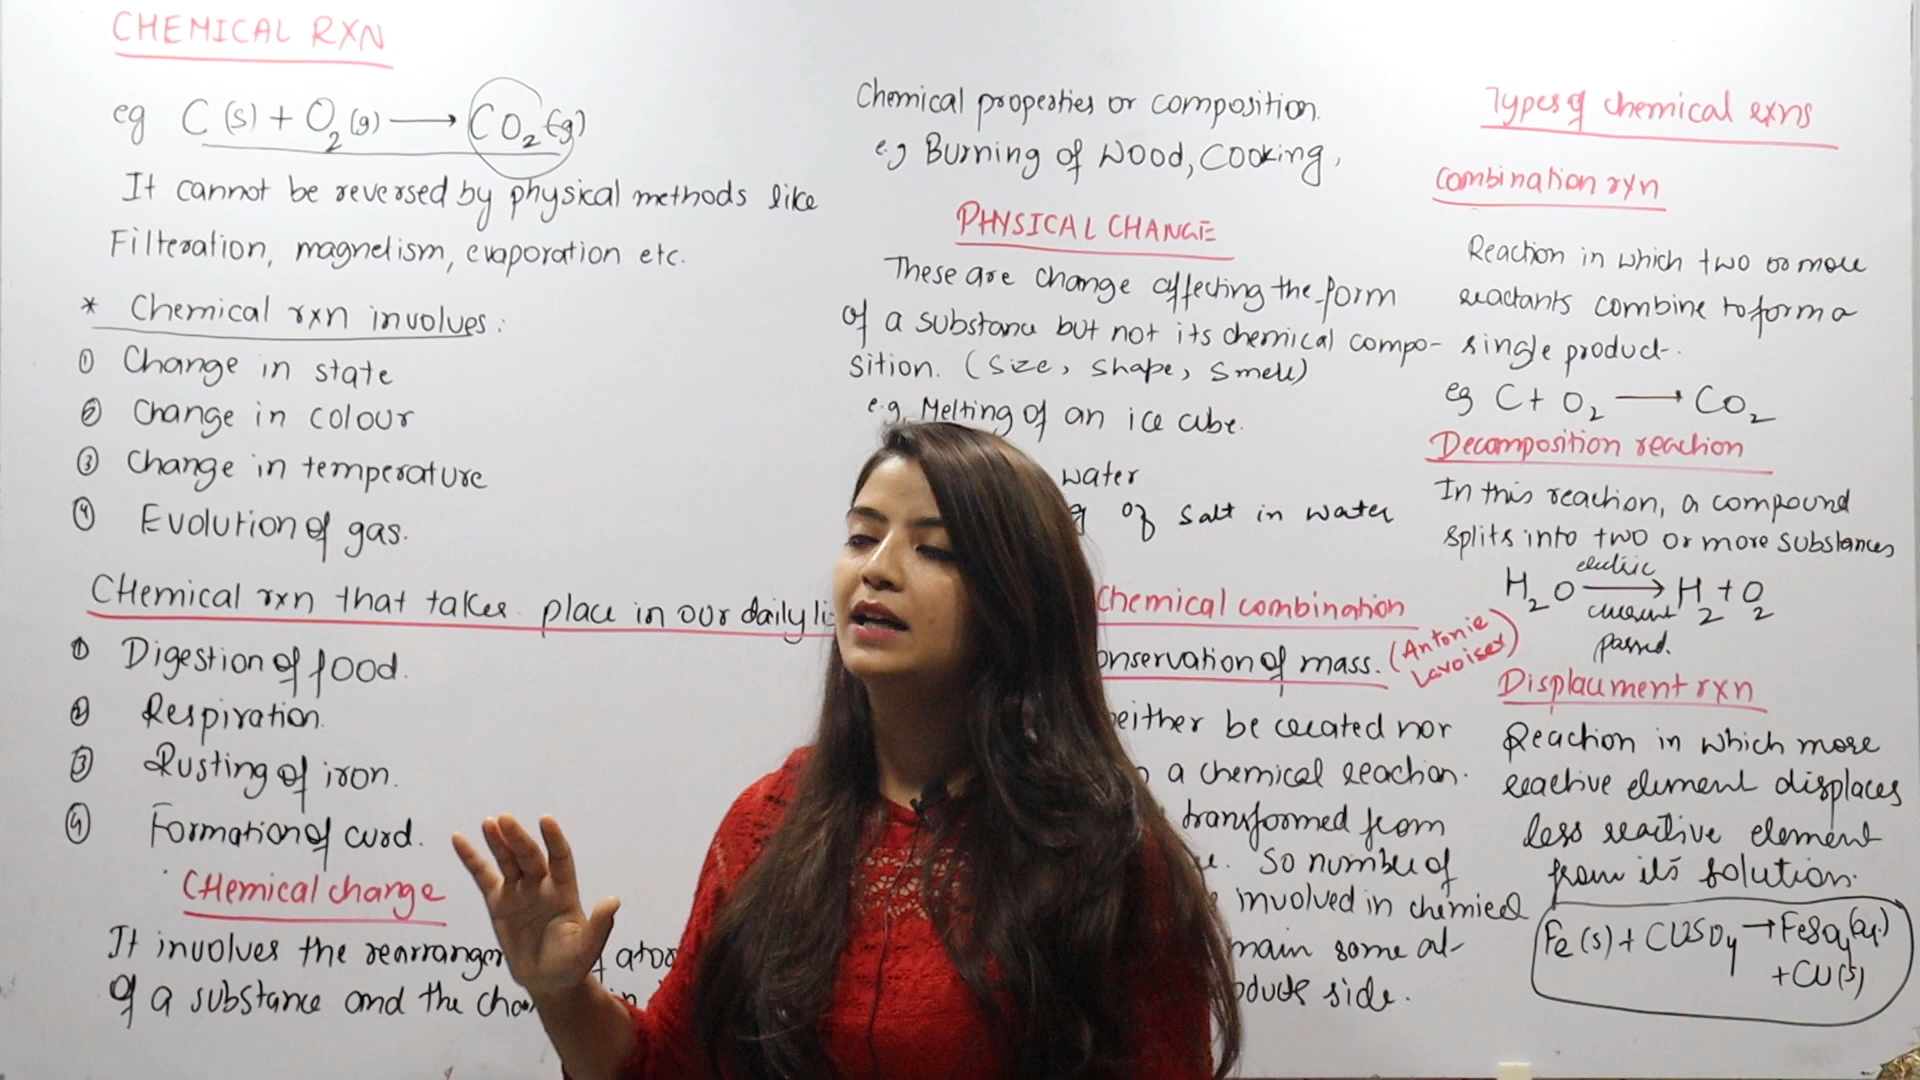 CHEMICAL RXN
eg C (s) + O2 (g) ⟶ CO2 (g)
It cannot be reversed by physical methods like
Filteration, magnetism, evaporation etc.
* Chemical rxn involves:
① Change in state
② Change in colour
③ Change in temperature
④ Evolution of gas.
CHemical rxn that takes place in our daily li
① Digestion of food.
② Respiration.
③ Rusting of iron.
④ Formation of curd.
CHemical change
It involves the rearrangem
of a substance and the cha
Chemical properties or composition.
e.g Burning of Wood, Cooking,
PHYSICAL CHANGE
These are change affecting the form
of a substance but not its chemical compo-
sition. (Size, shape, smell)
e.g. Melting of an ice cube.
water
g of salt in water
Chemical combination
onservation of mass. (Antonie Lavoiser)
either be created nor
a chemical reaction.
transformed from
So number of
involved in chemical
main same at
oduct side.
Types of chemical rxns
Combination rxn
Reaction in which two or more
reactants combine to form a
single product.
eg C + O2 ⟶ CO2
Decomposition reaction
In this reaction, a compound
splits into two or more substances
H2O ⟶ H2 + O2
electric
current
passed.
Displacement rxn
Reaction in which more
reactive element displaces
less reactive element
from it's solution.
Fe (s) + CUSO4 → FeSO4 (aq.)
+ CU(s)